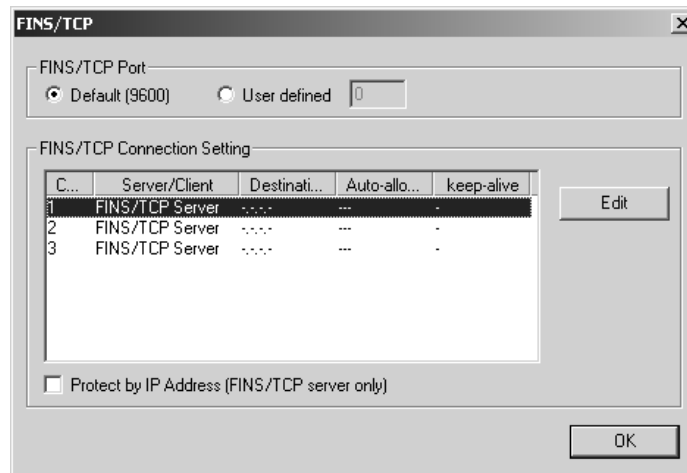 FINS/TCP
FINS/TCP Port
Default (9600) User defined 0
FINS/TCP Connection Setting
C... Server/Client Destinati... Auto-allo... keep-alive
1 FINS/TCP Server -.-.-.- --- -
2 FINS/TCP Server -.-.-.- --- -
3 FINS/TCP Server -.-.-.- --- -
Edit
Protect by IP Address (FINS/TCP server only)
OK